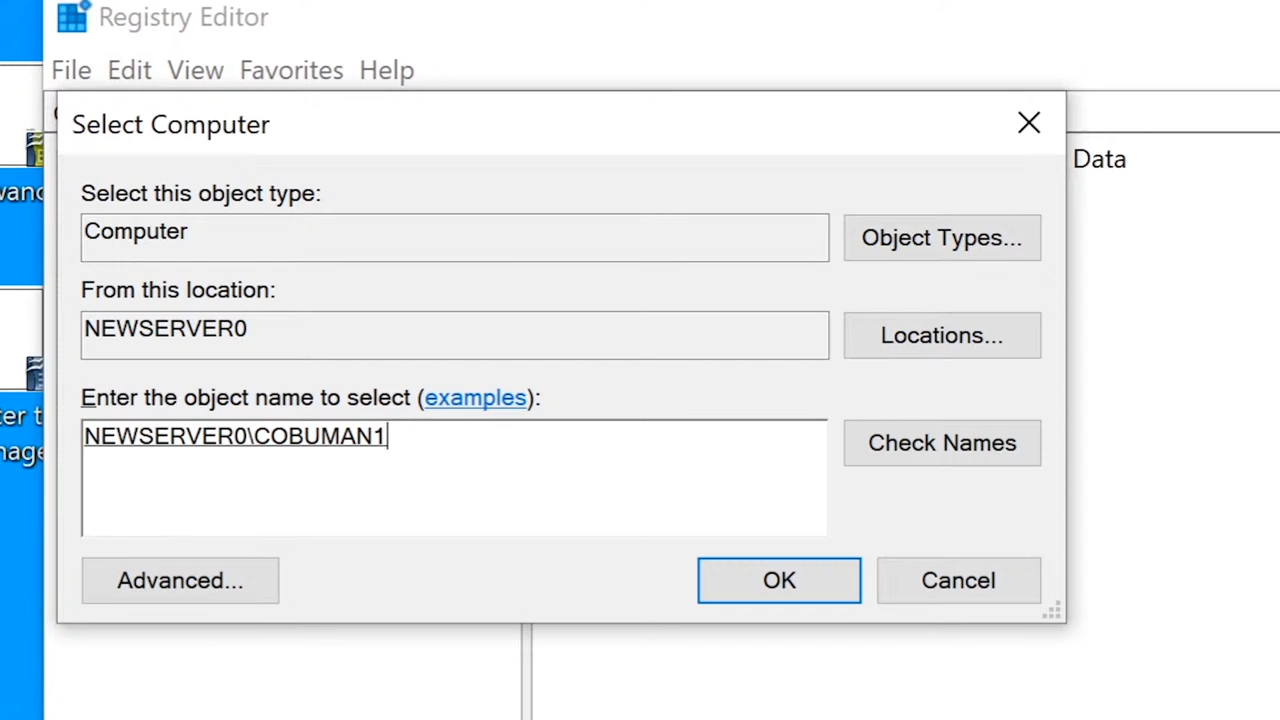 Registry Editor
File Edit View Favorites Help
Select Computer
Data
Select this object type:
Computer
Object Types...
From this location:
NEWSERVER0
Locations...
Enter the object name to select (examples):
NEWSERVER0\COBUMAN1
Check Names
Advanced...
OK
Cancel